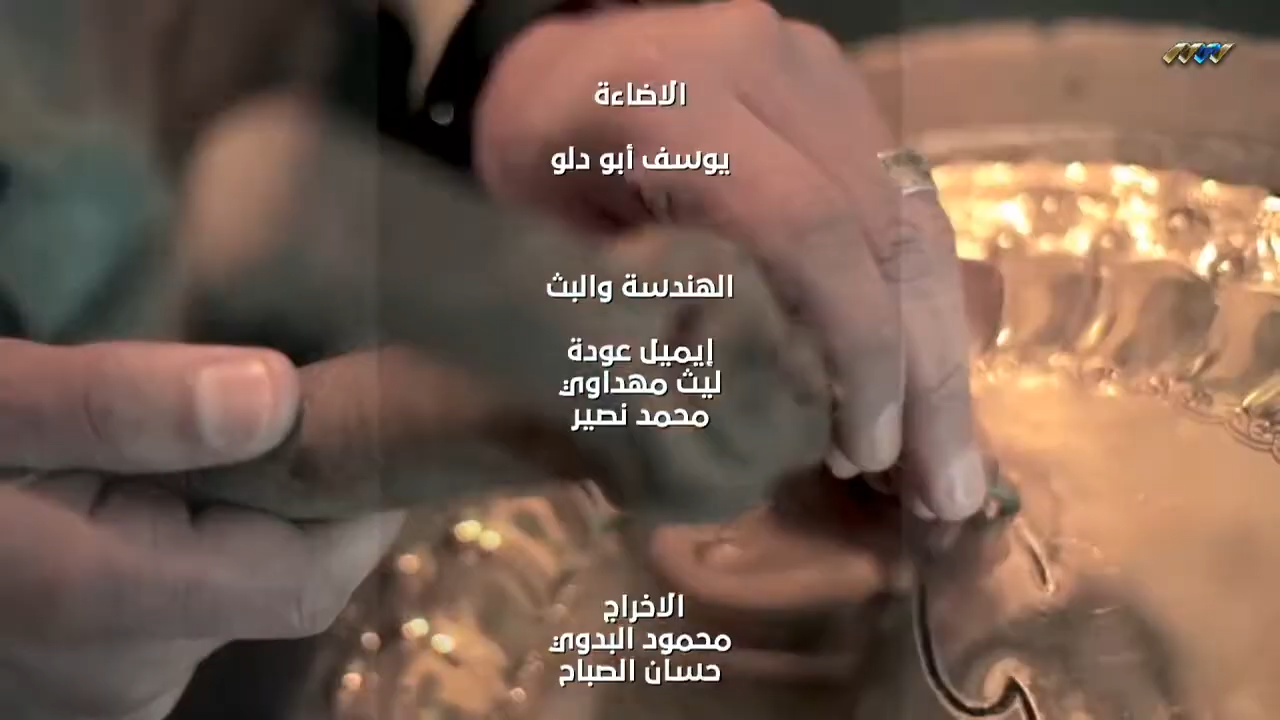 الاضاءة
يوسف أبو دلو
الهندسة والبث
إيميل عودة
ليث مهداوي
محمد نصير
الاخراج
محمود البدوي
حسان الصباح